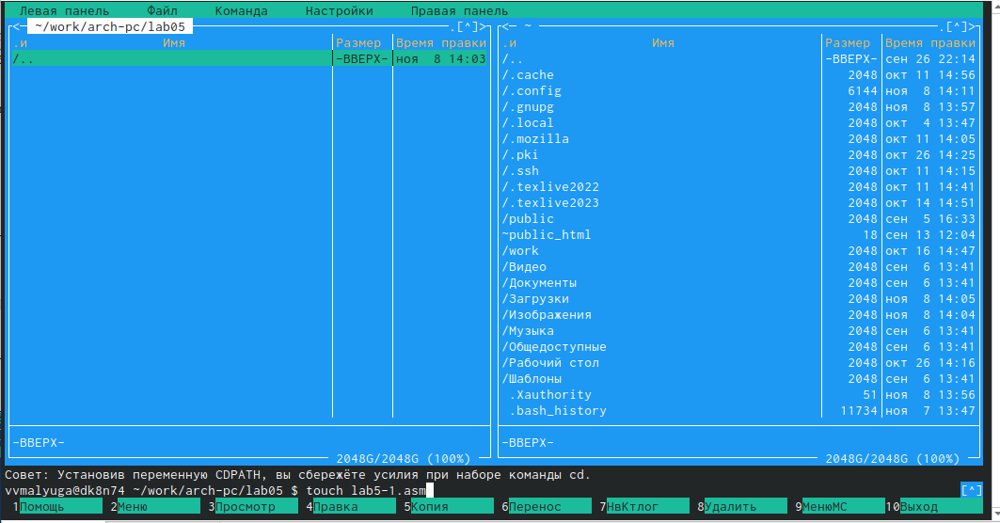 Левая панель Файл Команда Настройки Правая панель
<— ~/work/arch-pc/lab05 .[^]> <— ~ .[^]>
.и Имя Размер Время правки .и Имя Размер Время правки
/.. -ВВЕРХ- ноя 8 14:03 /.. -ВВЕРХ- сен 26 22:14
/.cache 2048 окт 11 14:56
/.config 6144 ноя 8 14:11
/.gnupg 2048 ноя 8 13:57
/.local 2048 окт 4 13:47
/.mozilla 2048 окт 11 14:05
/.pki 2048 окт 26 14:25
/.ssh 2048 окт 11 14:15
/.texlive2022 2048 окт 11 14:41
/.texlive2023 2048 окт 14 14:51
/public 2048 сен 5 16:33
~public_html 18 сен 13 12:04
/work 2048 окт 16 14:47
/Видео 2048 сен 6 13:41
/Документы 2048 сен 6 13:41
/Загрузки 2048 ноя 8 14:05
/Изображения 2048 ноя 8 14:04
/Музыка 2048 сен 6 13:41
/Общедоступные 2048 сен 6 13:41
/Рабочий стол 2048 окт 26 14:16
/Шаблоны 2048 сен 6 13:41
.Xauthority 51 ноя 8 13:56
.bash_history 11734 ноя 7 13:47
-ВВЕРХ- -ВВЕРХ-
2048G/2048G (100%) 2048G/2048G (100%)
Совет: Установив переменную CDPATH, вы сбережёте усилия при наборе команды cd.
vvmalyuga@dk8n74 ~/work/arch-pc/lab05 $ touch lab5-1.asm [^]
1Помощь 2Меню 3Просмотр 4Правка 5Копия 6Перенос 7НвКтлог 8Удалить 9МенюMC 10Выход